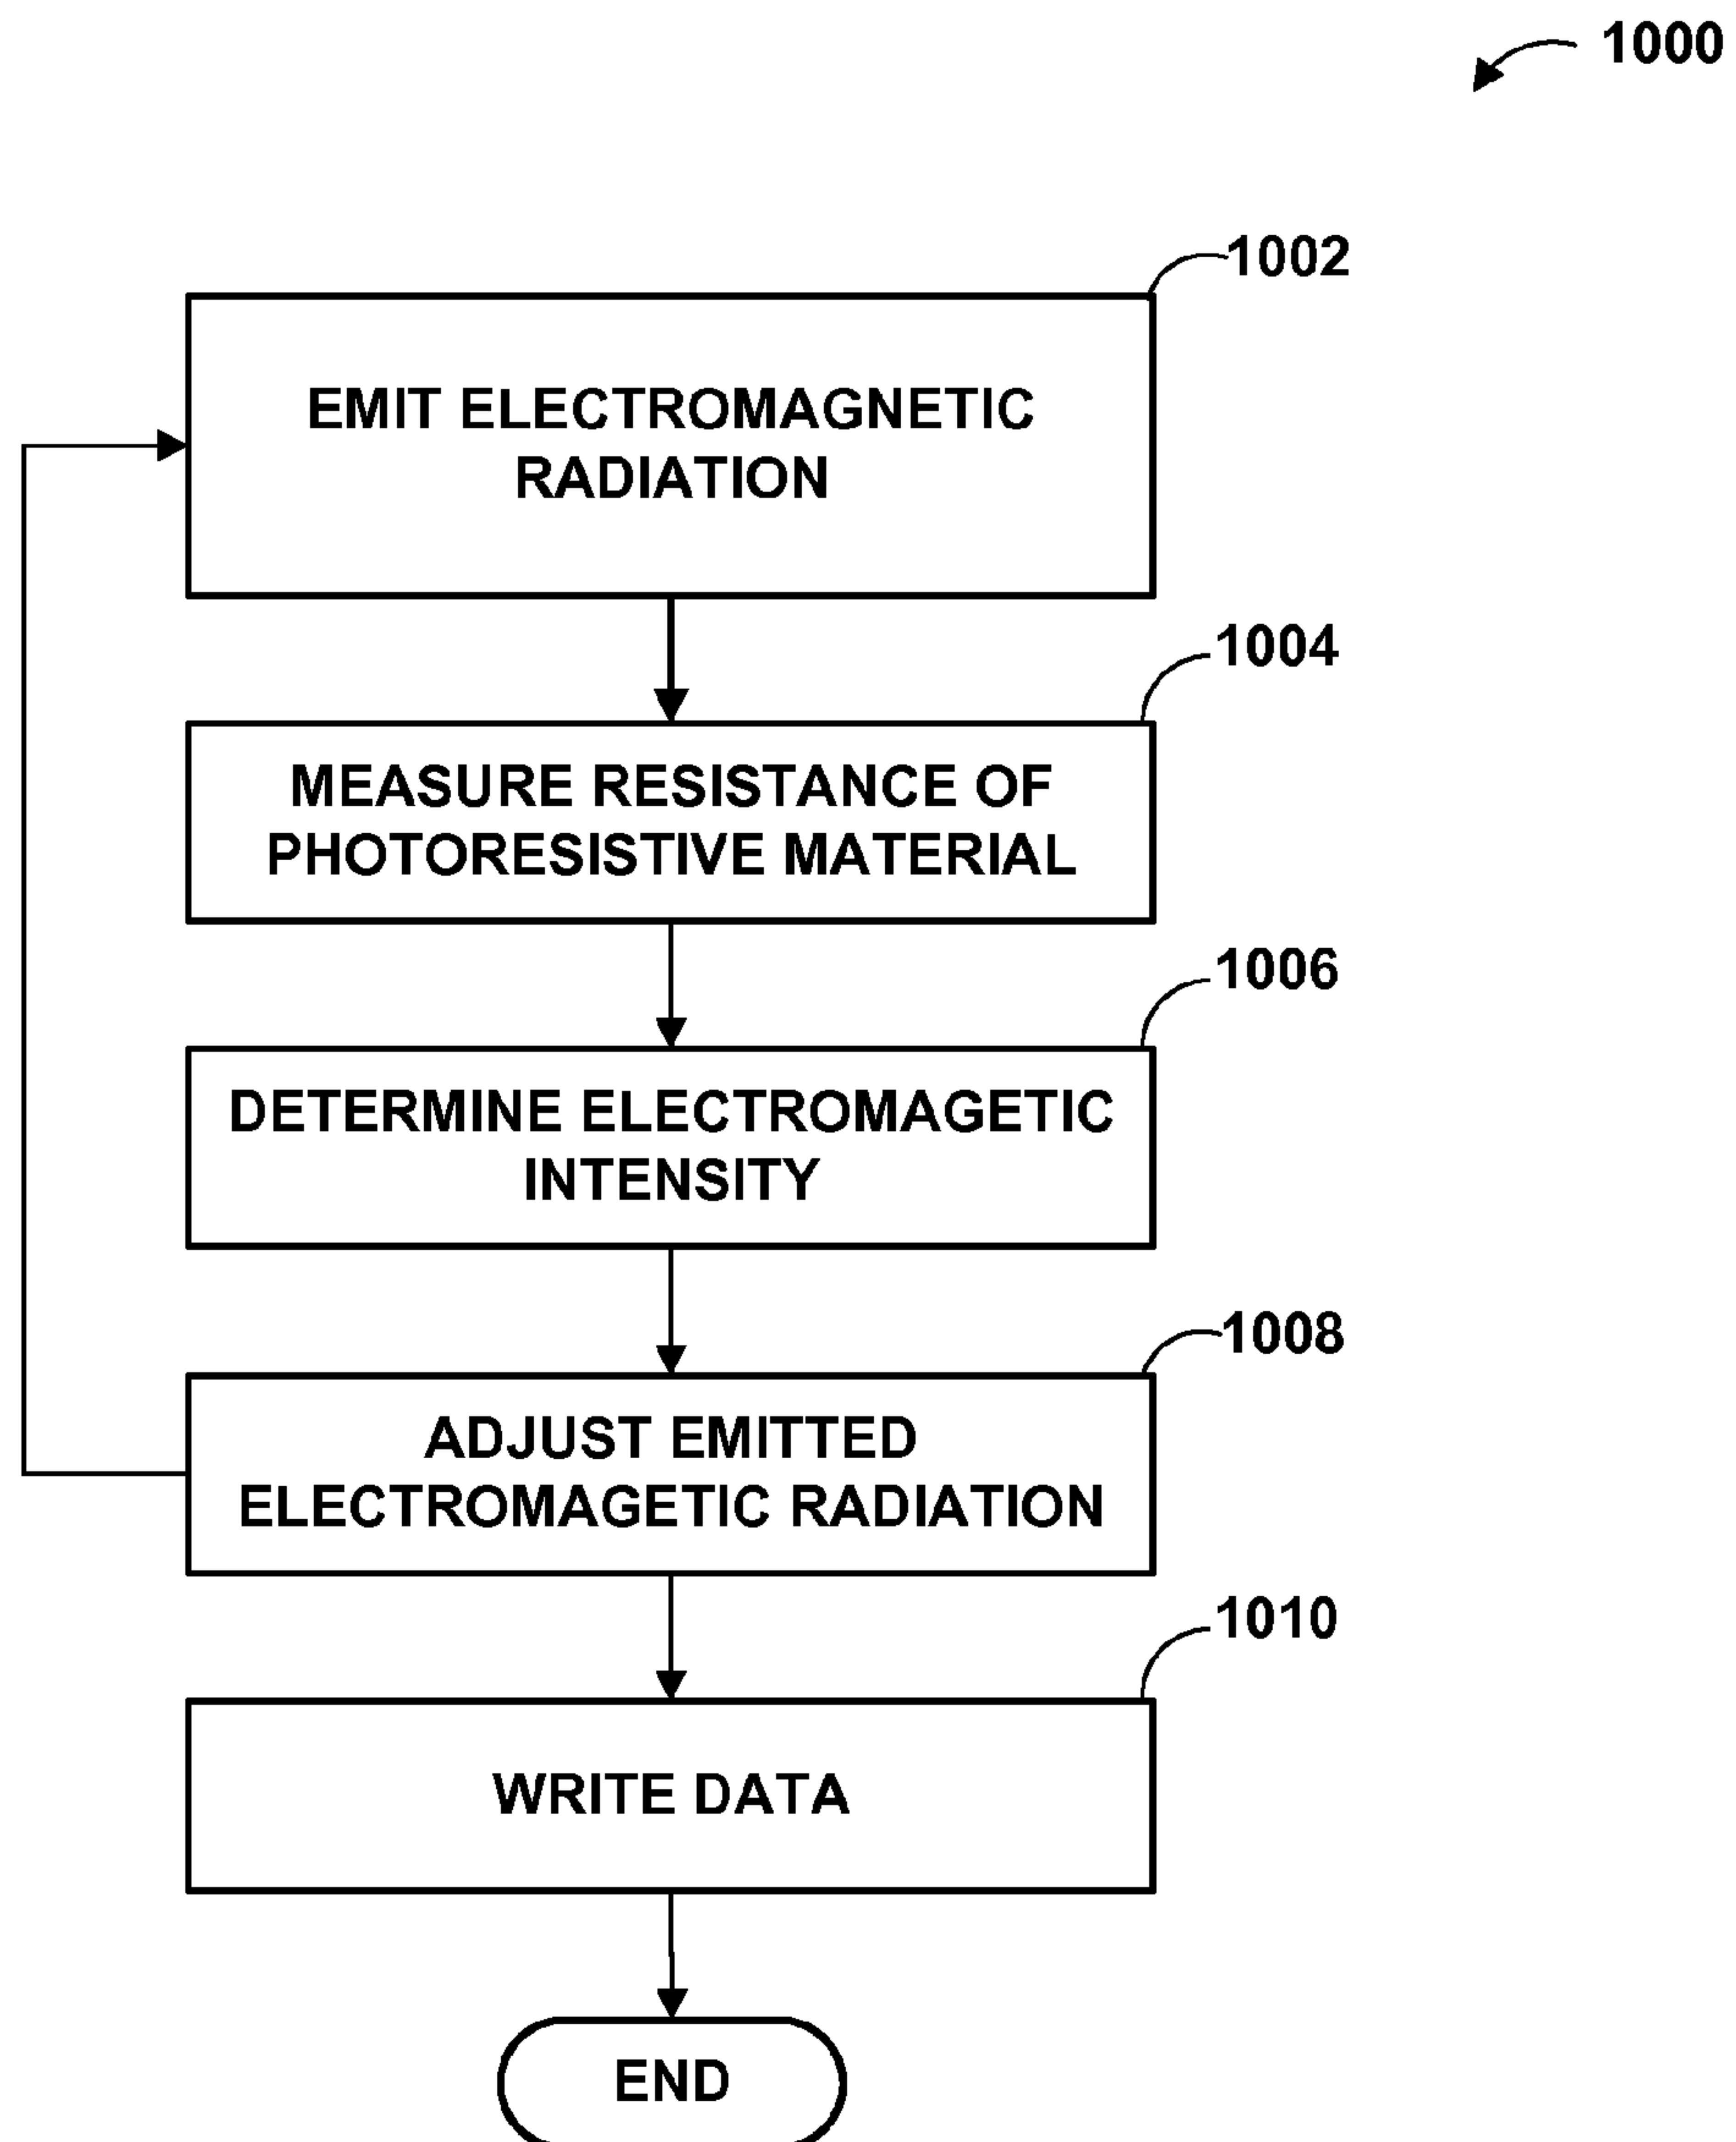 1000
1002
EMIT ELECTROMAGNETIC
RADIATION
1004
MEASURE RESISTANCE OF
PHOTORESISTIVE MATERIAL
1006
DETERMINE ELECTROMAGETIC
INTENSITY
1008
ADJUST EMITTED
ELECTROMAGETIC RADIATION
1010
WRITE DATA
END